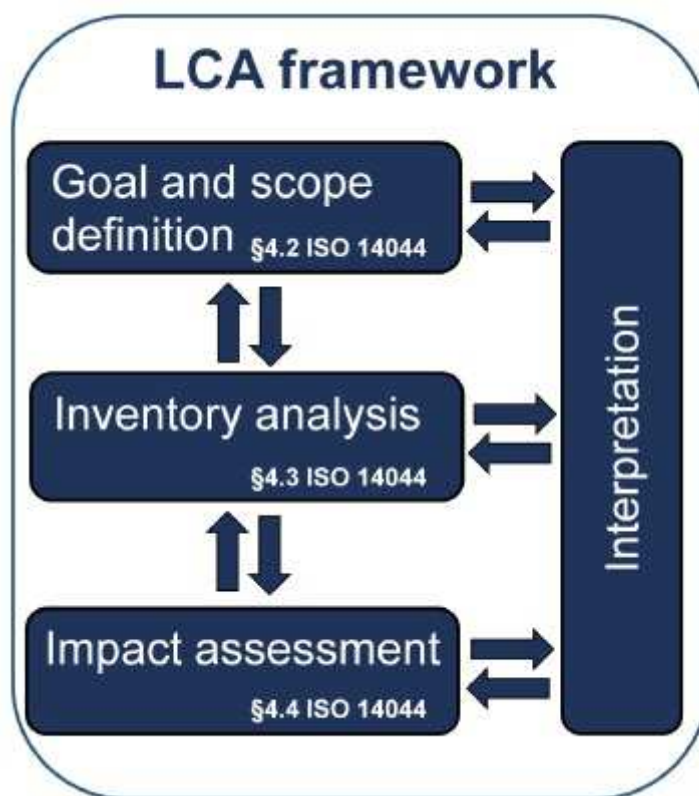 LCA framework
Goal and scope
definition §4.2 ISO 14044
Inventory analysis
§4.3 ISO 14044
Impact assessment
§4.4 ISO 14044
Interpretation